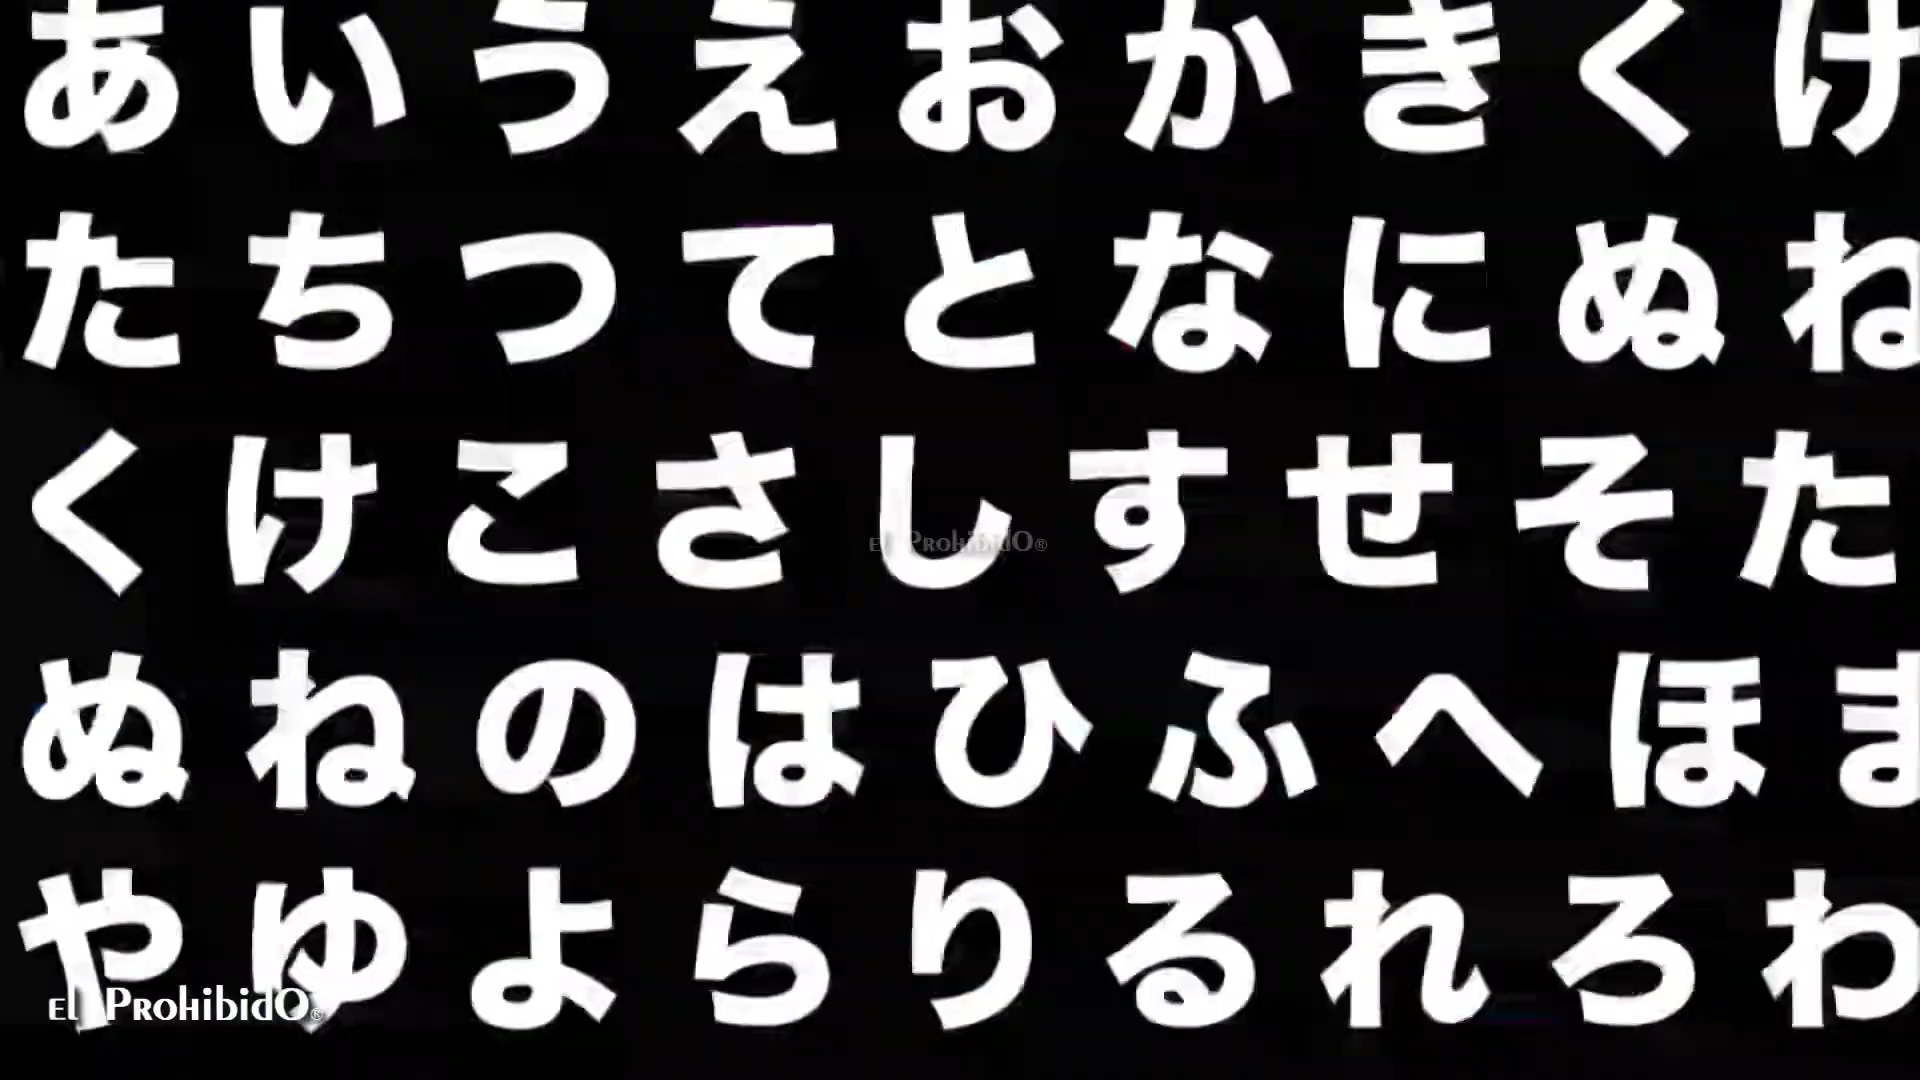 あいうえおかきくけ
たちつてとなにぬね
くけこさしすせそた
El ProhibidO®
ぬねのはひふへほま
やゆよらりるれろわ
El ProhibidO®